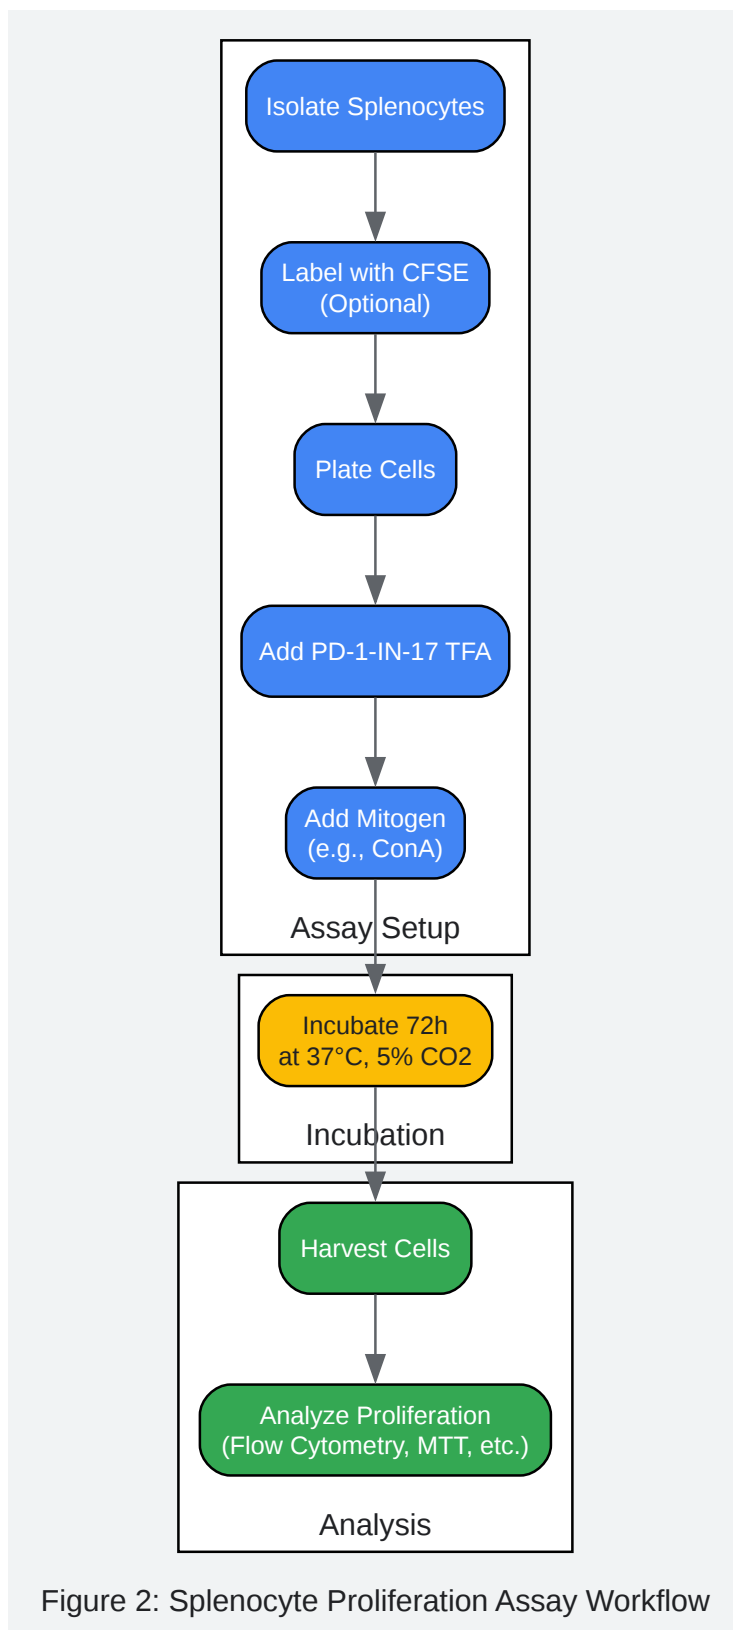 Isolate Splenocytes
Label with CFSE
(Optional)
Plate Cells
Add PD-1-IN-17 TFA
Add Mitogen
(e.g., ConA)
Assay Setup
Incubate 72h
at 37°C, 5% CO2
Incubation
Harvest Cells
Analyze Proliferation
(Flow Cytometry, MTT, etc.)
Analysis
Figure 2: Splenocyte Proliferation Assay Workflow